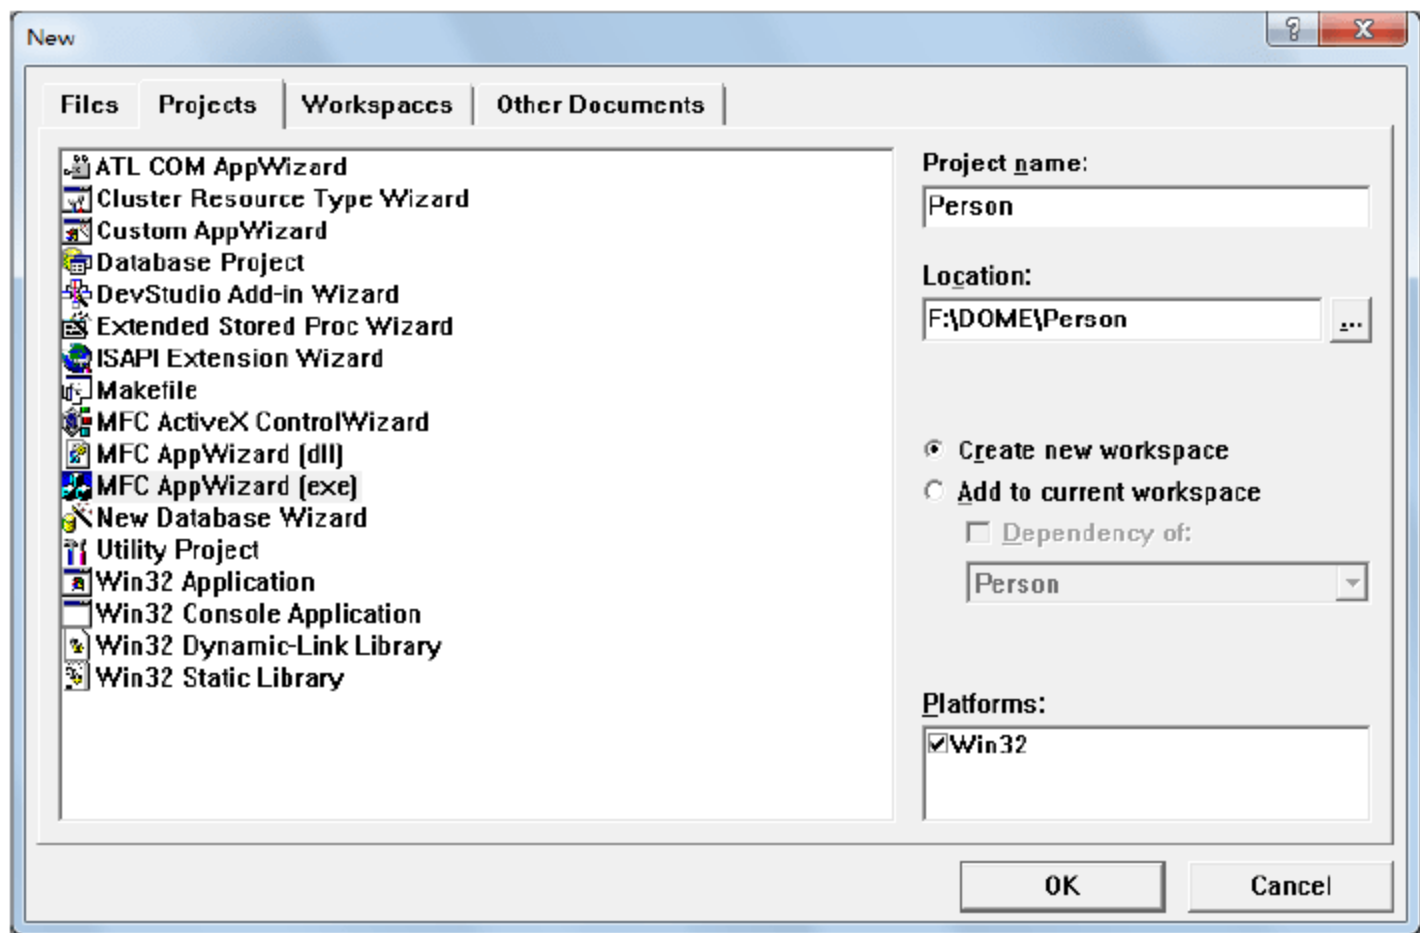 New
Files Projects Workspaces Other Documents
ATL COM AppWizard
Cluster Resource Type Wizard
Custom AppWizard
Database Project
DevStudio Add-in Wizard
Extended Stored Proc Wizard
ISAPI Extension Wizard
Makefile
MFC ActiveX ControlWizard
MFC AppWizard (dll)
MFC AppWizard (exe)
New Database Wizard
Utility Project
Win32 Application
Win32 Console Application
Win32 Dynamic-Link Library
Win32 Static Library
Project name:
Person
Location:
F:\DOME\Person
...
Create new workspace
Add to current workspace
Dependency of:
Person
Platforms:
Win32
OK Cancel